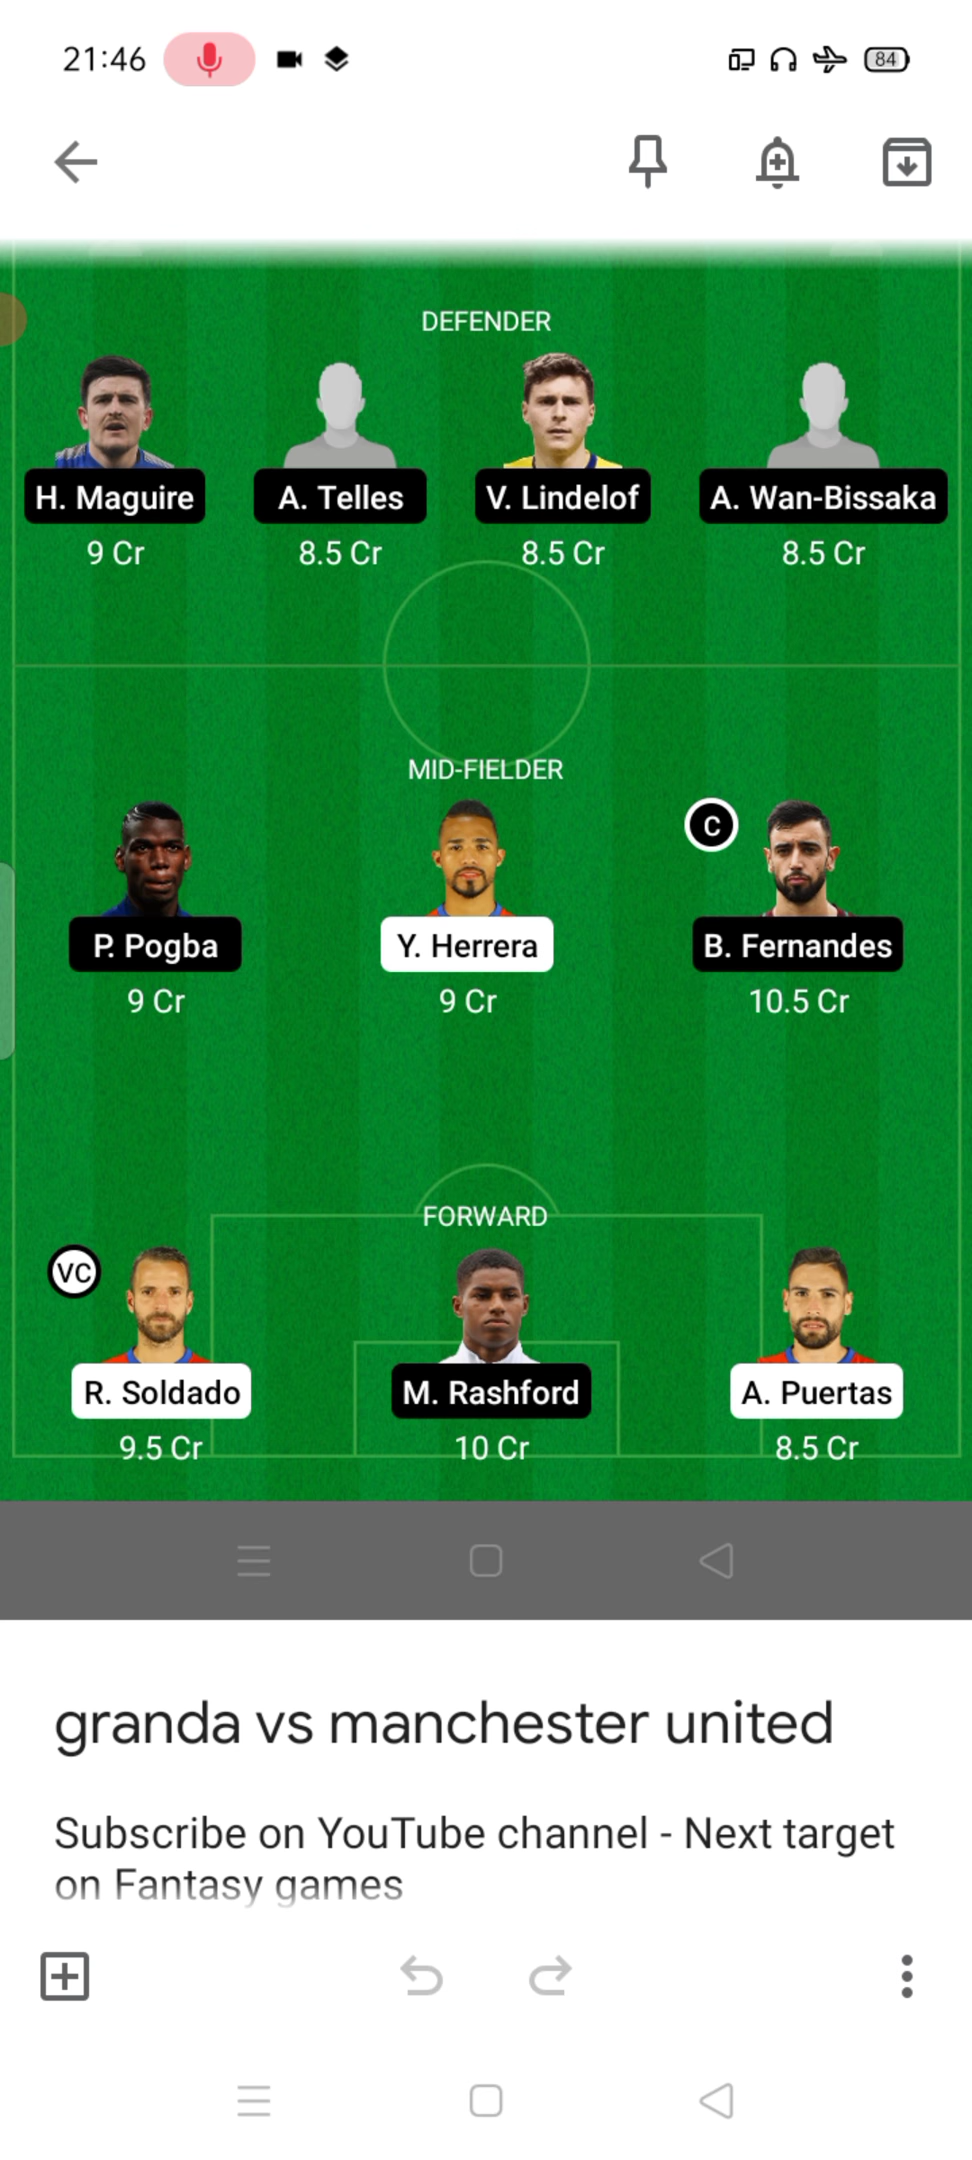 21:46
84
DEFENDER
H. Maguire A. Telles V. Lindelof A. Wan-Bissaka
9 Cr 8.5 Cr 8.5 Cr 8.5 Cr
MID-FIELDER
C
P. Pogba Y. Herrera B. Fernandes
9 Cr 9 Cr 10.5 Cr
FORWARD
VC
R. Soldado M. Rashford A. Puertas
9.5 Cr 10 Cr 8.5 Cr
granda vs manchester united
Subscribe on YouTube channel - Next target
on Fantasy games